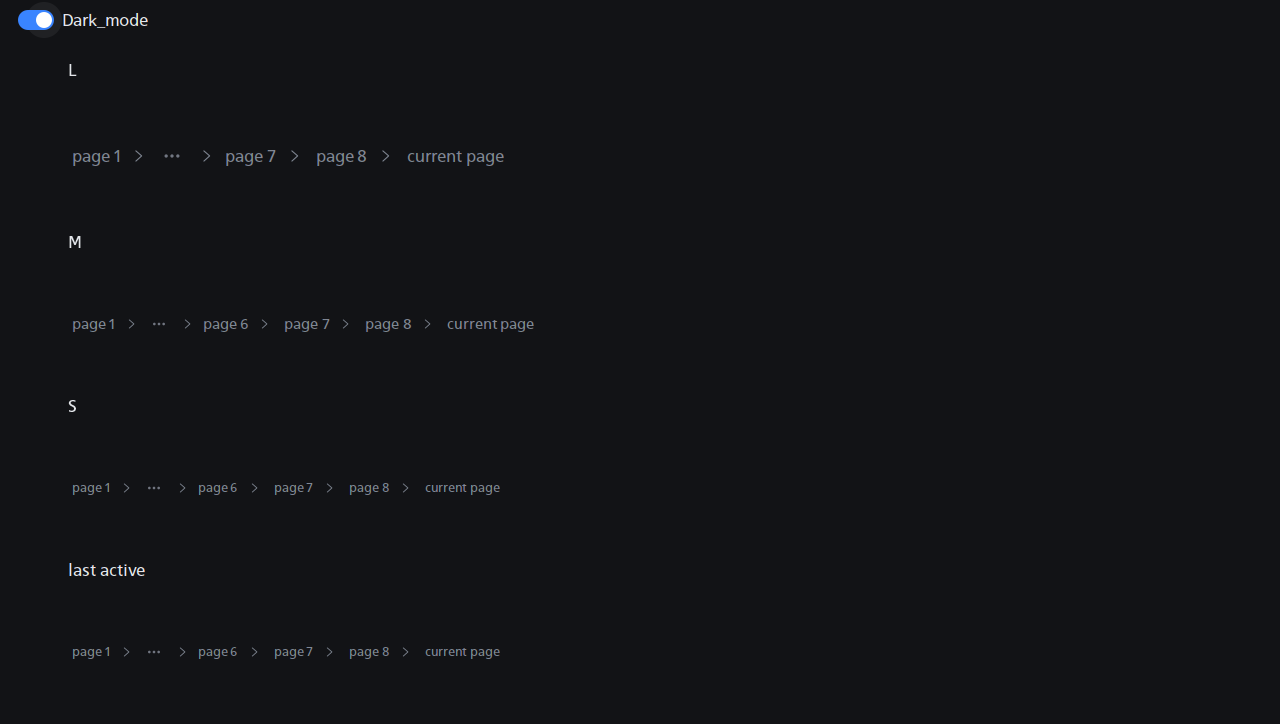 Dark_mode
L
page 1 > ••• > page 7 > page 8 > current page
M
page 1 > ••• > page 6 > page 7 > page 8 > current page
S
page 1 > ••• > page 6 > page 7 > page 8 > current page
last active
page 1 > ••• > page 6 > page 7 > page 8 > current page